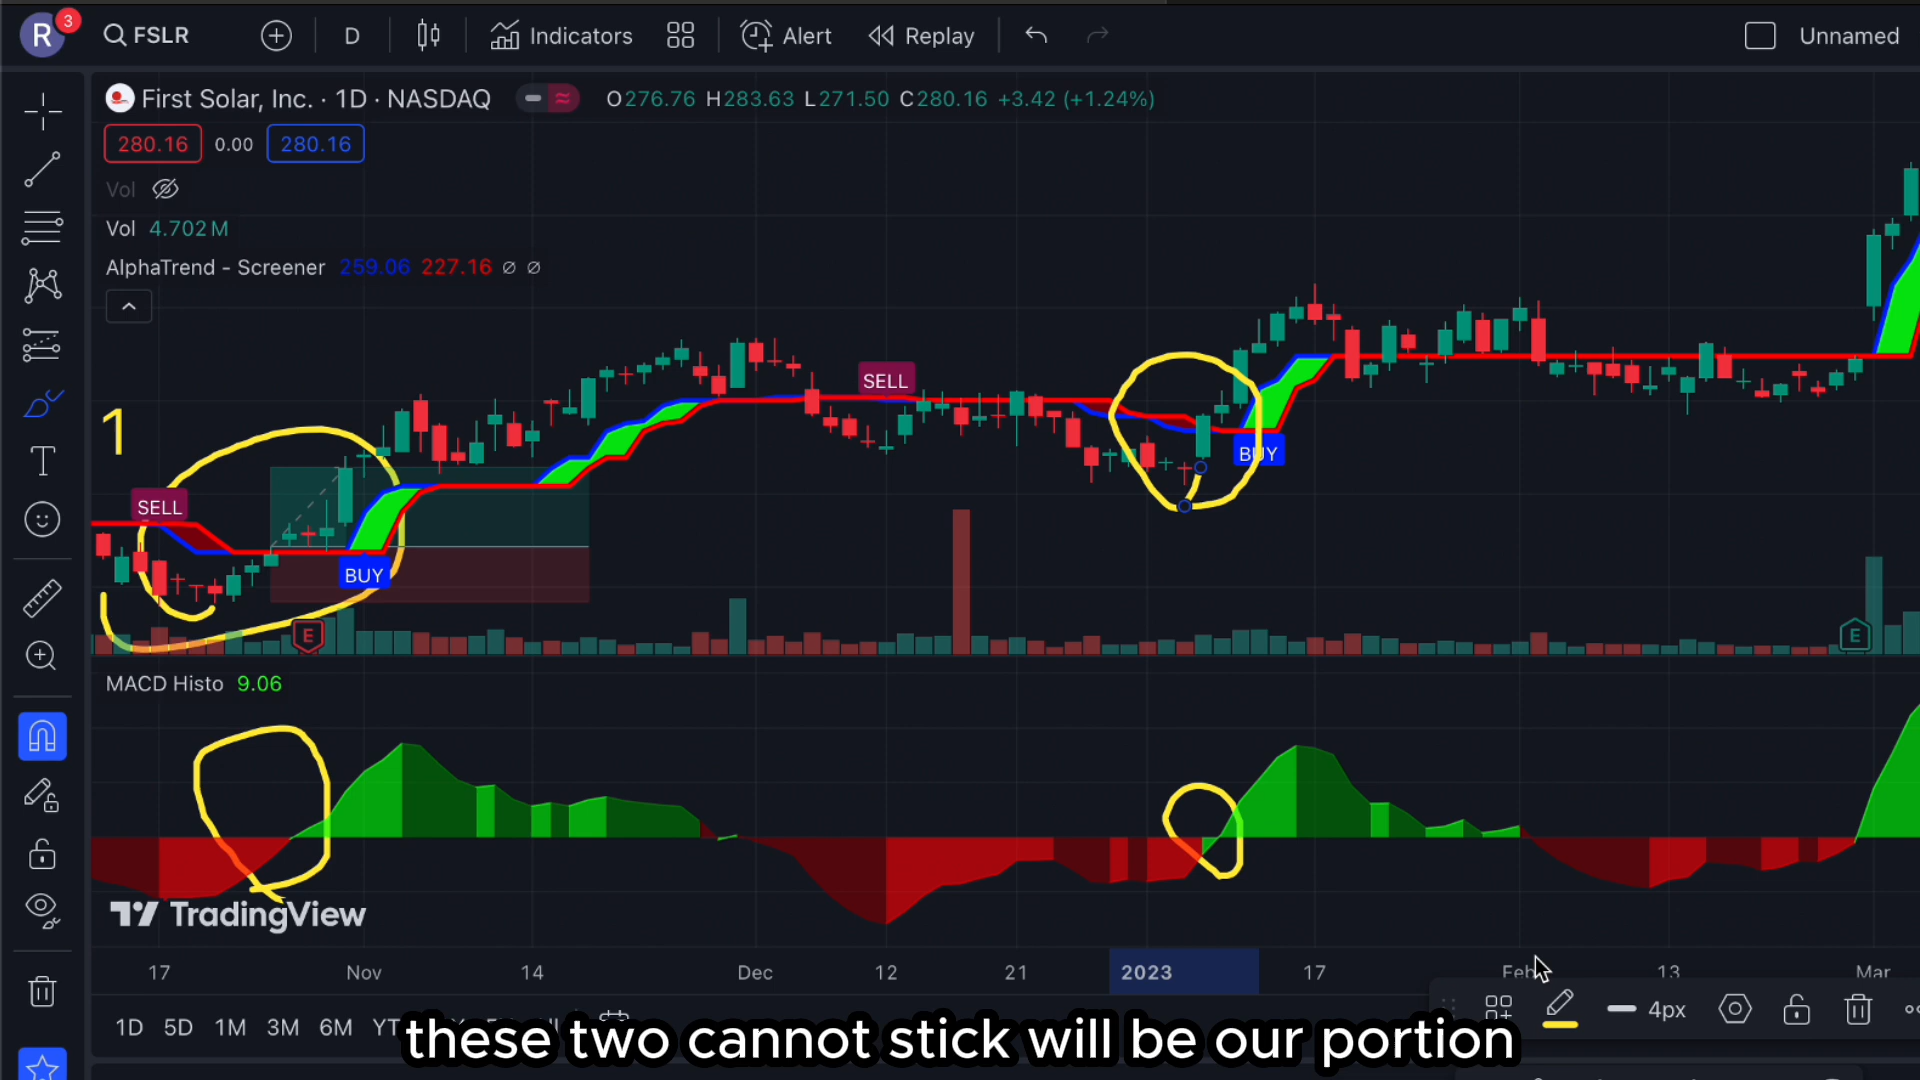 R 3 FSLR D Indicators Alert Replay Unnamed
First Solar, Inc. · 1D · NASDAQ O276.76 H283.63 L271.50 C280.16 +3.42 (+1.24%)
280.16 0.00 280.16
Vol
Vol 4.702 M
AlphaTrend - Screener 259.06 227.16 ∅ ∅
SELL
BUY
1
SELL
BUY
E
E
MACD Histo 9.06
TradingView
17 Nov 14 Dec 12 21 2023 17 Feb 13 Mar
4px
1D 5D 1M 3M 6M
these two cannot stick will be our portion